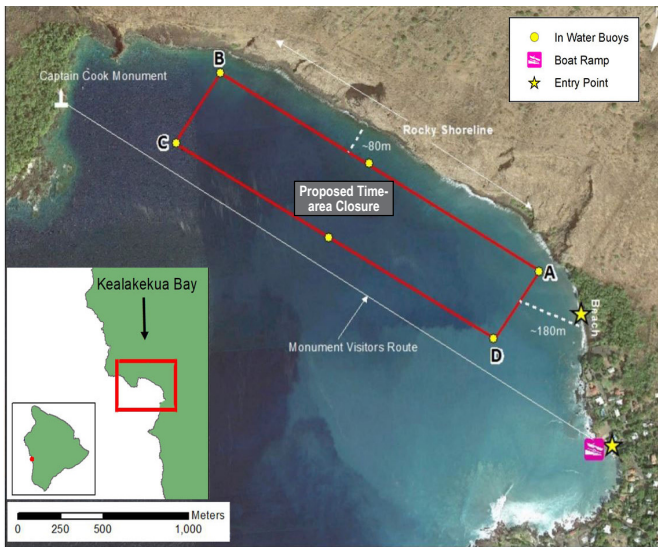 In Water Buoys
Boat Ramp
Entry Point
B
Captain Cook Monument
Rocky Shoreline
~80m
C
Proposed Time-
area Closure
A
Beach
~180m
D
Monument Visitors Route
Kealakekua Bay
Meters
0 250 500 1,000